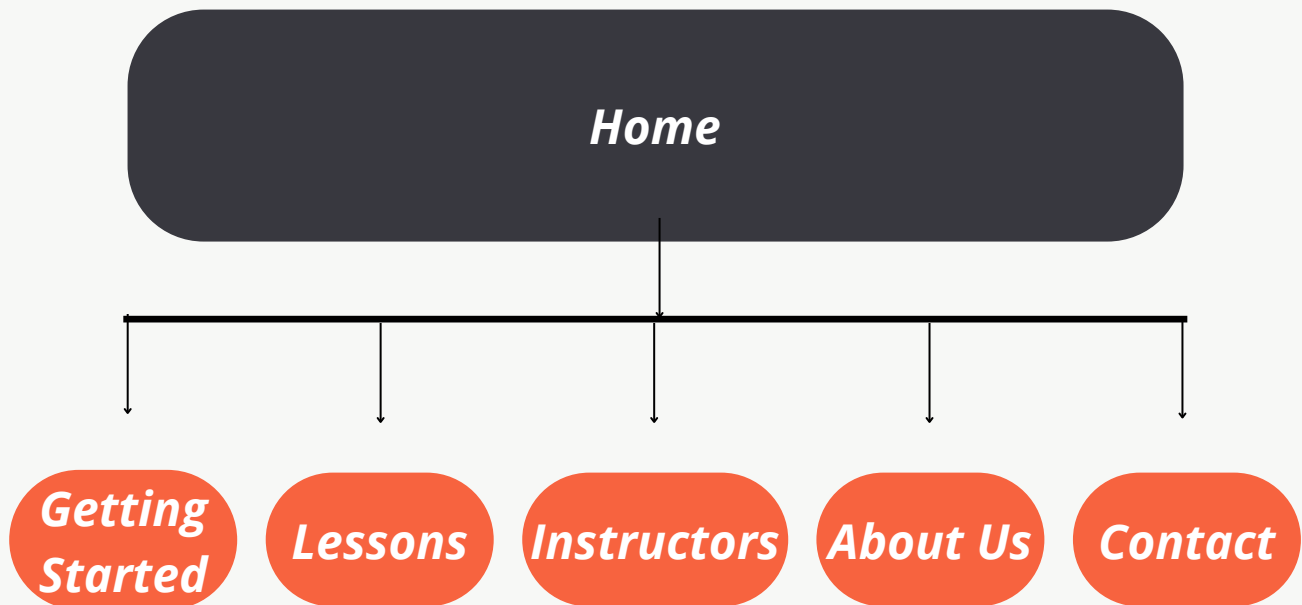 Home
Getting
Started
Lessons
Instructors
About Us
Contact